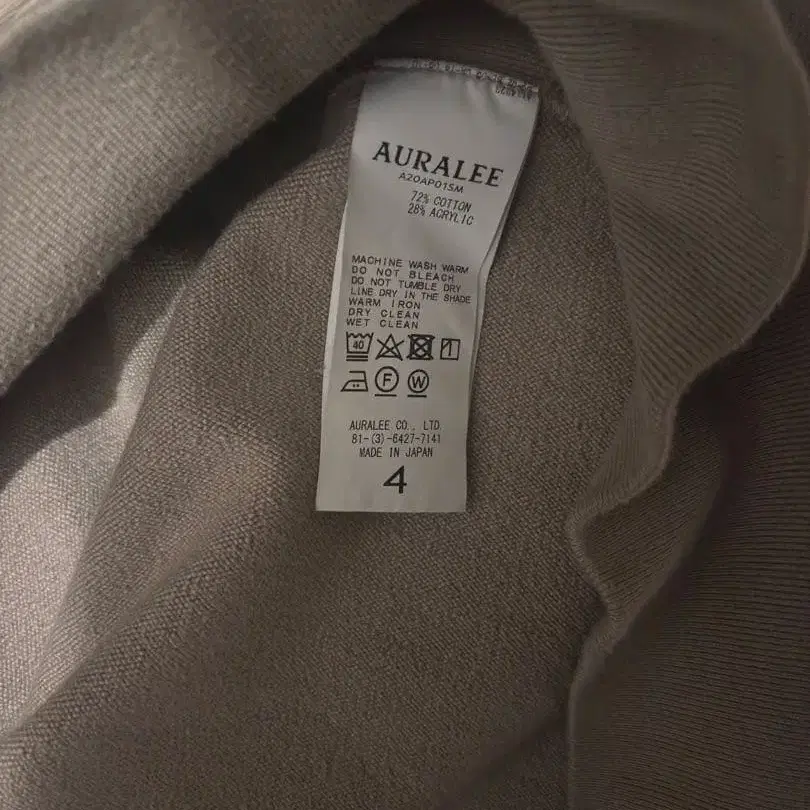 AURALEE
A20AP01SM
72% COTTON
28% ACRYLIC
MACHINE WASH WARM
DO NOT BLEACH
DO NOT TUMBLE DRY
LINE DRY IN THE SHADE
WARM IRON
DRY CLEAN
WET CLEAN
40
F W
AURALEE CO., LTD.
81-(3)-6427-7141
MADE IN JAPAN
4